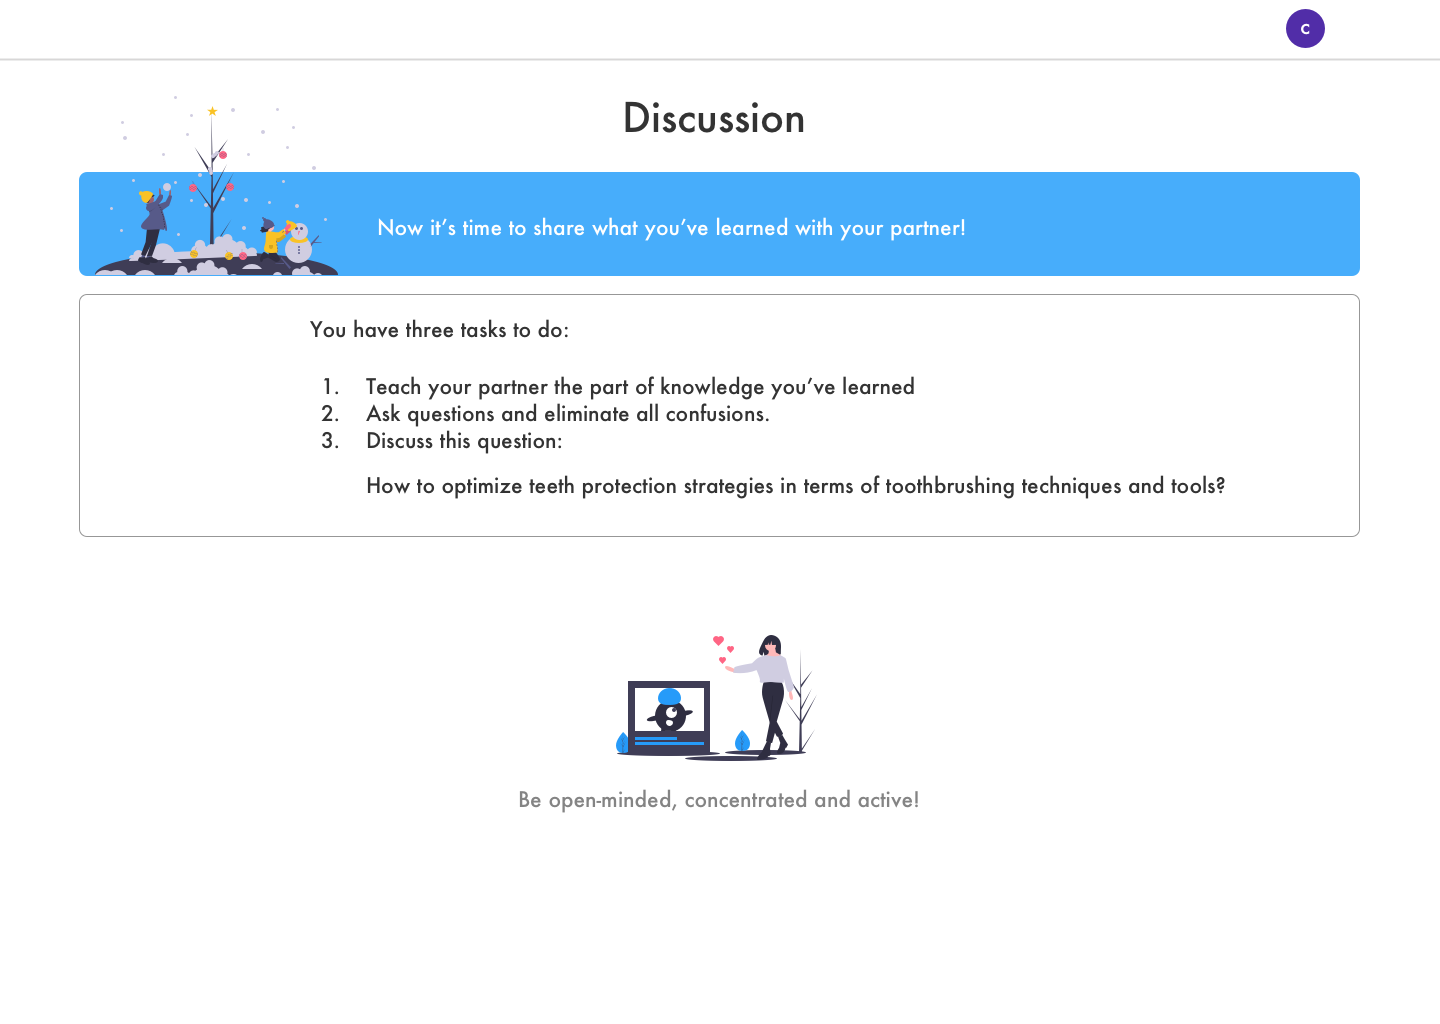 C
Discussion
Now it’s time to share what you’ve learned with your partner!
You have three tasks to do:
1. Teach your partner the part of knowledge you’ve learned
2. Ask questions and eliminate all confusions.
3. Discuss this question:
How to optimize teeth protection strategies in terms of toothbrushing techniques and tools?
Be open-minded, concentrated and active!